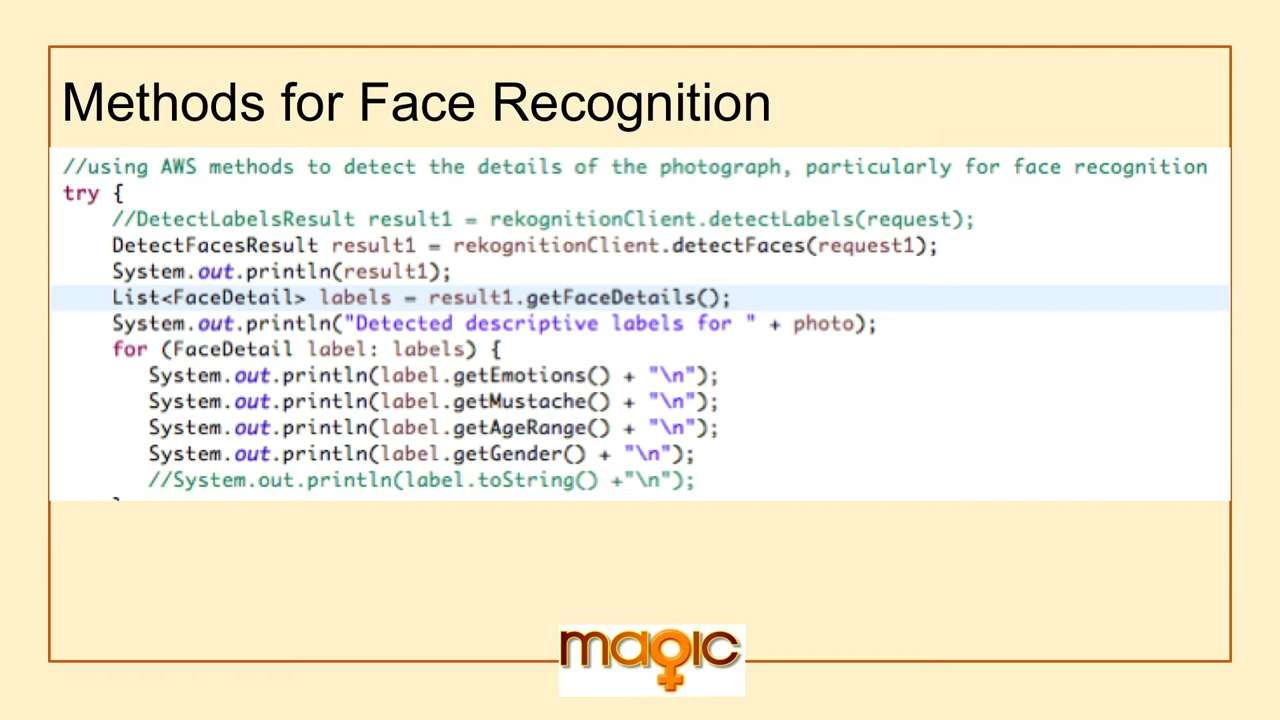 Methods for Face Recognition
//using AWS methods to detect the details of the photograph, particularly for face recognition
try {
//DetectLabelsResult result1 = rekognitionClient.detectLabels(request);
DetectFacesResult result1 = rekognitionClient.detectFaces(request1);
System.out.println(result1);
List<FaceDetail> labels = result1.getFaceDetails();
System.out.println("Detected descriptive labels for " + photo);
for (FaceDetail label: labels) {
System.out.println(label.getEmotions() + "\n");
System.out.println(label.getMustache() + "\n");
System.out.println(label.getAgeRange() + "\n");
System.out.println(label.getGender() + "\n");
//System.out.println(label.toString() +"\n");
}
magic